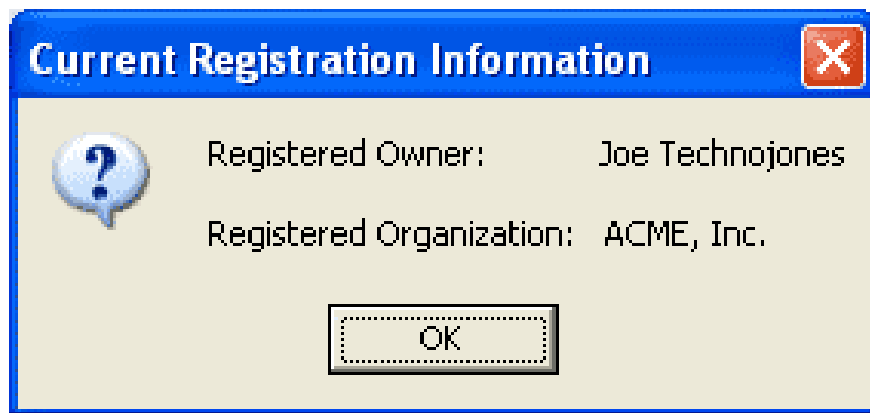 Current Registration Information
?
Registered Owner: Joe Technojones
Registered Organization: ACME, Inc.
OK